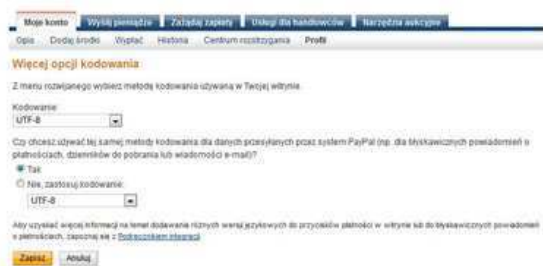 Moje konto Wyślij pieniądze Zażądaj zapłaty Usługi dla handlowców Narzędzia aukcyjne
Opis Dodaj środki Wypłać Historia Centrum rozstrzygania Profil
Więcej opcji kodowania
Z menu rozwijanego wybierz metodę kodowania używaną w Twojej witrynie.
Kodowanie
UTF-8
Czy chcesz używać tej samej metody kodowania dla danych przesyłanych przez system PayPal (np. dla błyskawicznych powiadomień o
płatnościach, dzienników do pobrania lub wiadomości e-mail)?
Tak
Nie, zastosuj kodowanie:
UTF-8
Aby uzyskać więcej informacji na temat dodawania różnych wersji językowych do przycisków płatności w witrynie lub do błyskawicznych powiadomień
o płatnościach, zapoznaj się z Podręcznikiem integracji
Zapisz Anuluj